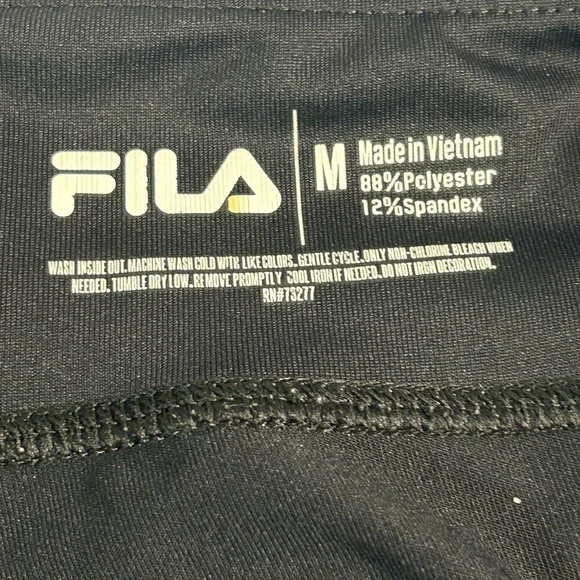 FILA
M
Made in Vietnam
88%Polyester
12%Spandex
WASH INSIDE OUT. MACHINE WASH COLD WITH LIKE COLORS. GENTLE CYCLE. ONLY NON-CHLORINE BLEACH WHEN
NEEDED. TUMBLE DRY LOW. REMOVE PROMPTLY. COOL IRON IF NEEDED. DO NOT IRON DECORATION.
RN#73277